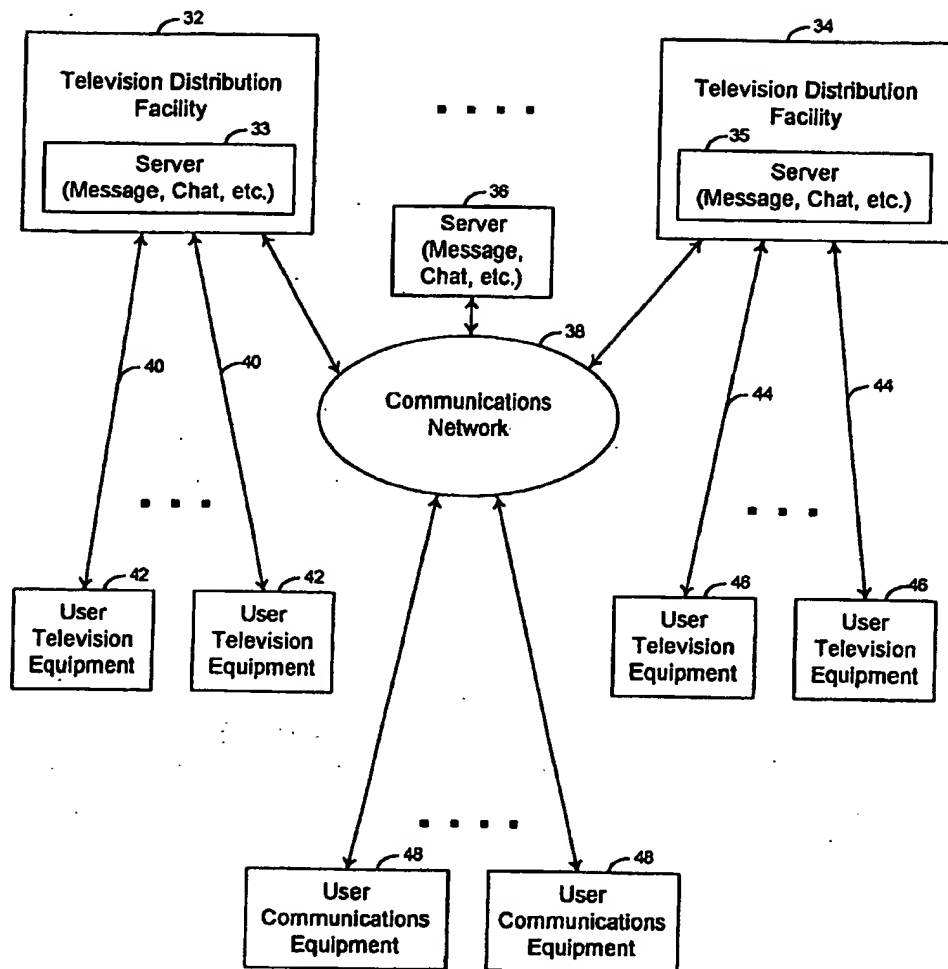 32
Television Distribution
Facility
33
Server
(Message, Chat, etc.)
34
Television Distribution
Facility
35
Server
(Message, Chat, etc.)
36
Server
(Message,
Chat, etc.)
38
Communications
Network
40
40
44
44
42
User
Television
Equipment
42
User
Television
Equipment
46
User
Television
Equipment
46
User
Television
Equipment
48
User
Communications
Equipment
48
User
Communications
Equipment